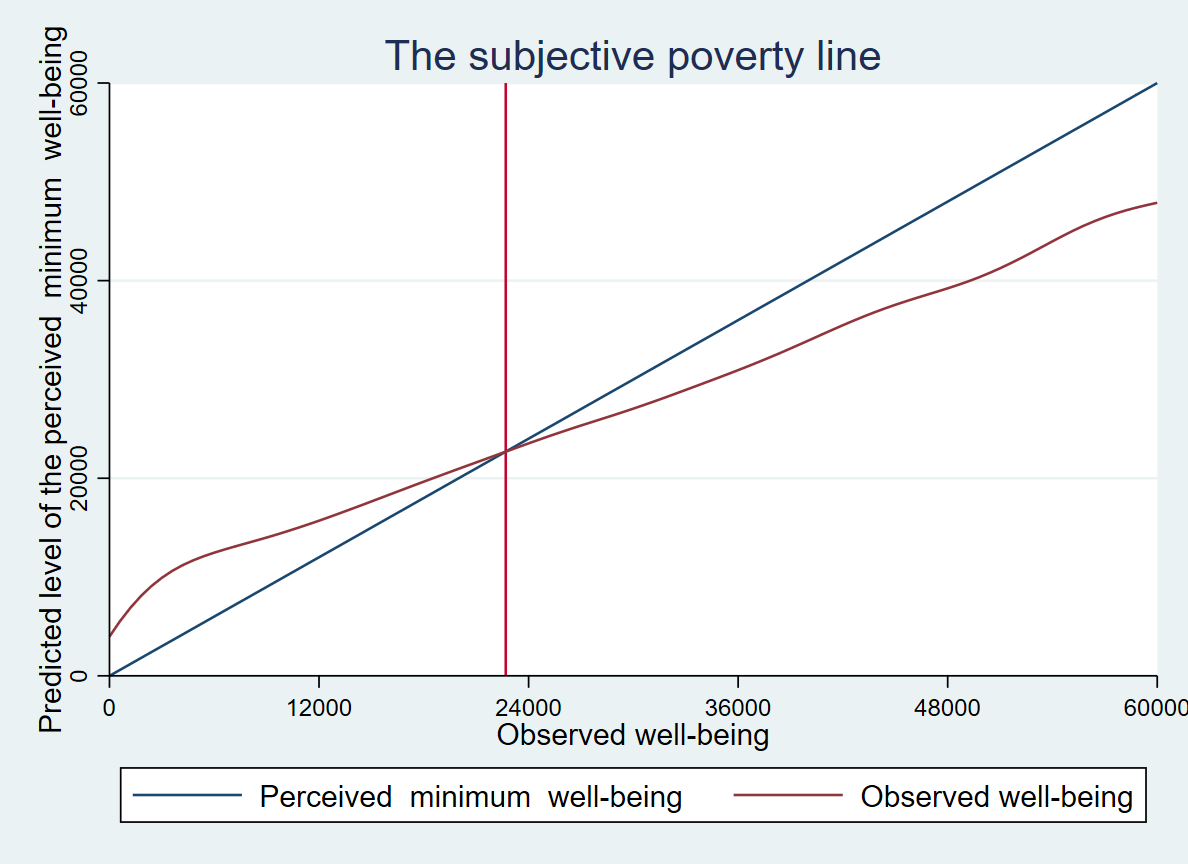 The subjective poverty line
Predicted level of the perceived  minimum  well-being
60000
40000
20000
0
0 12000 24000 36000 48000 60000
Observed well-being
Perceived  minimum  well-being Observed well-being